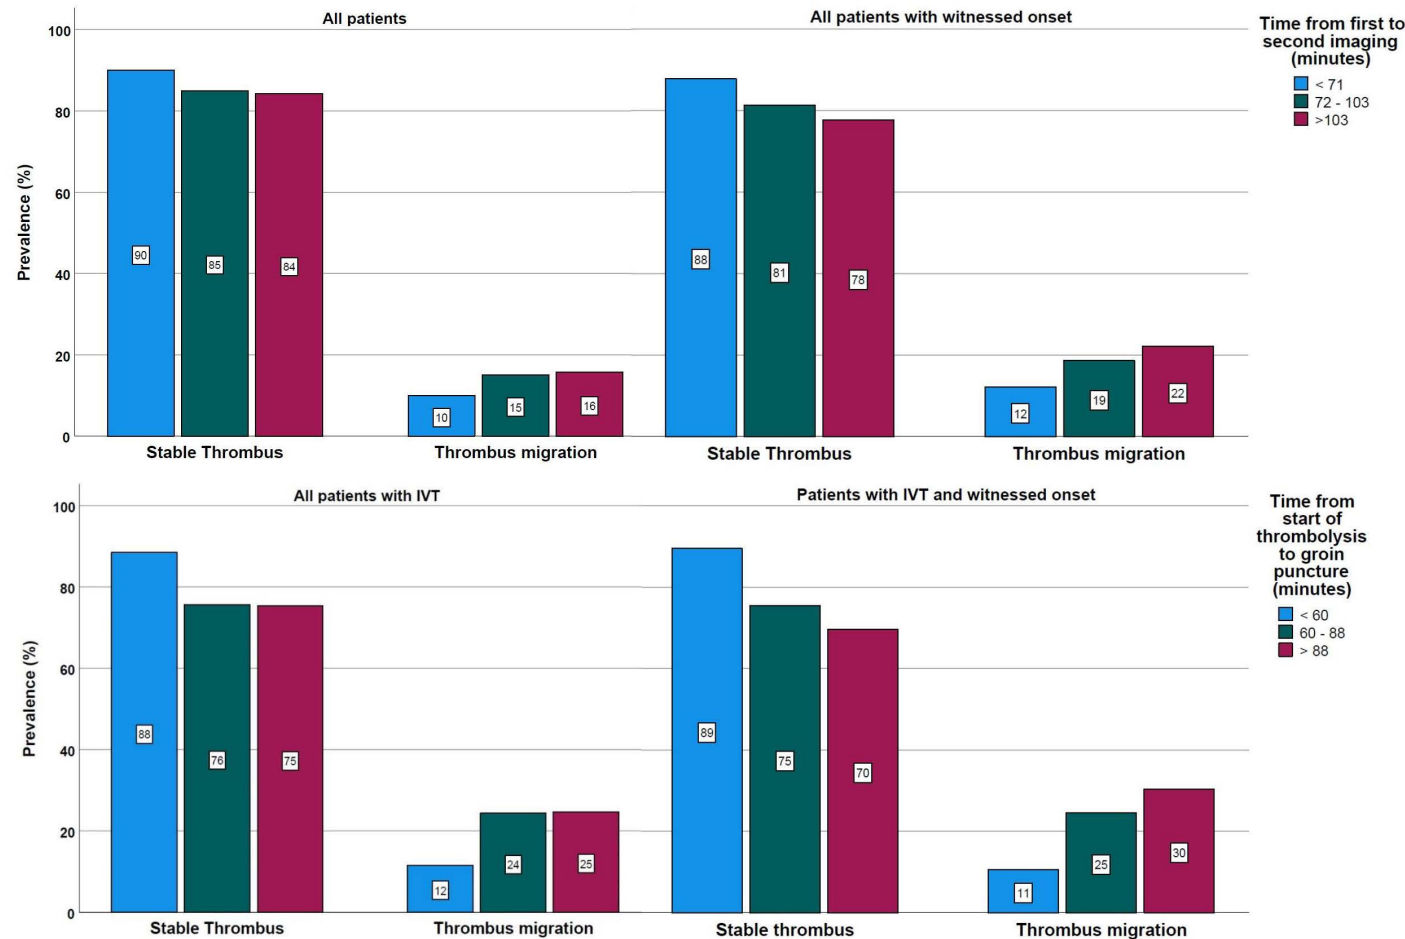 All patients
All patients with witnessed onset
Time from first to
second imaging
(minutes)
< 71
72 - 103
>103
Prevalence (%)
100
80
60
40
20
0
90
85
84
10
15
16
88
81
78
12
19
22
Stable Thrombus
Thrombus migration
Stable Thrombus
Thrombus migration
All patients with IVT
Patients with IVT and witnessed onset
Time from
start of
thrombolysis
to groin
puncture
(minutes)
< 60
60 - 88
> 88
Prevalence (%)
100
80
60
40
20
0
88
76
75
12
24
25
89
75
70
11
25
30
Stable Thrombus
Thrombus migration
Stable thrombus
Thrombus migration